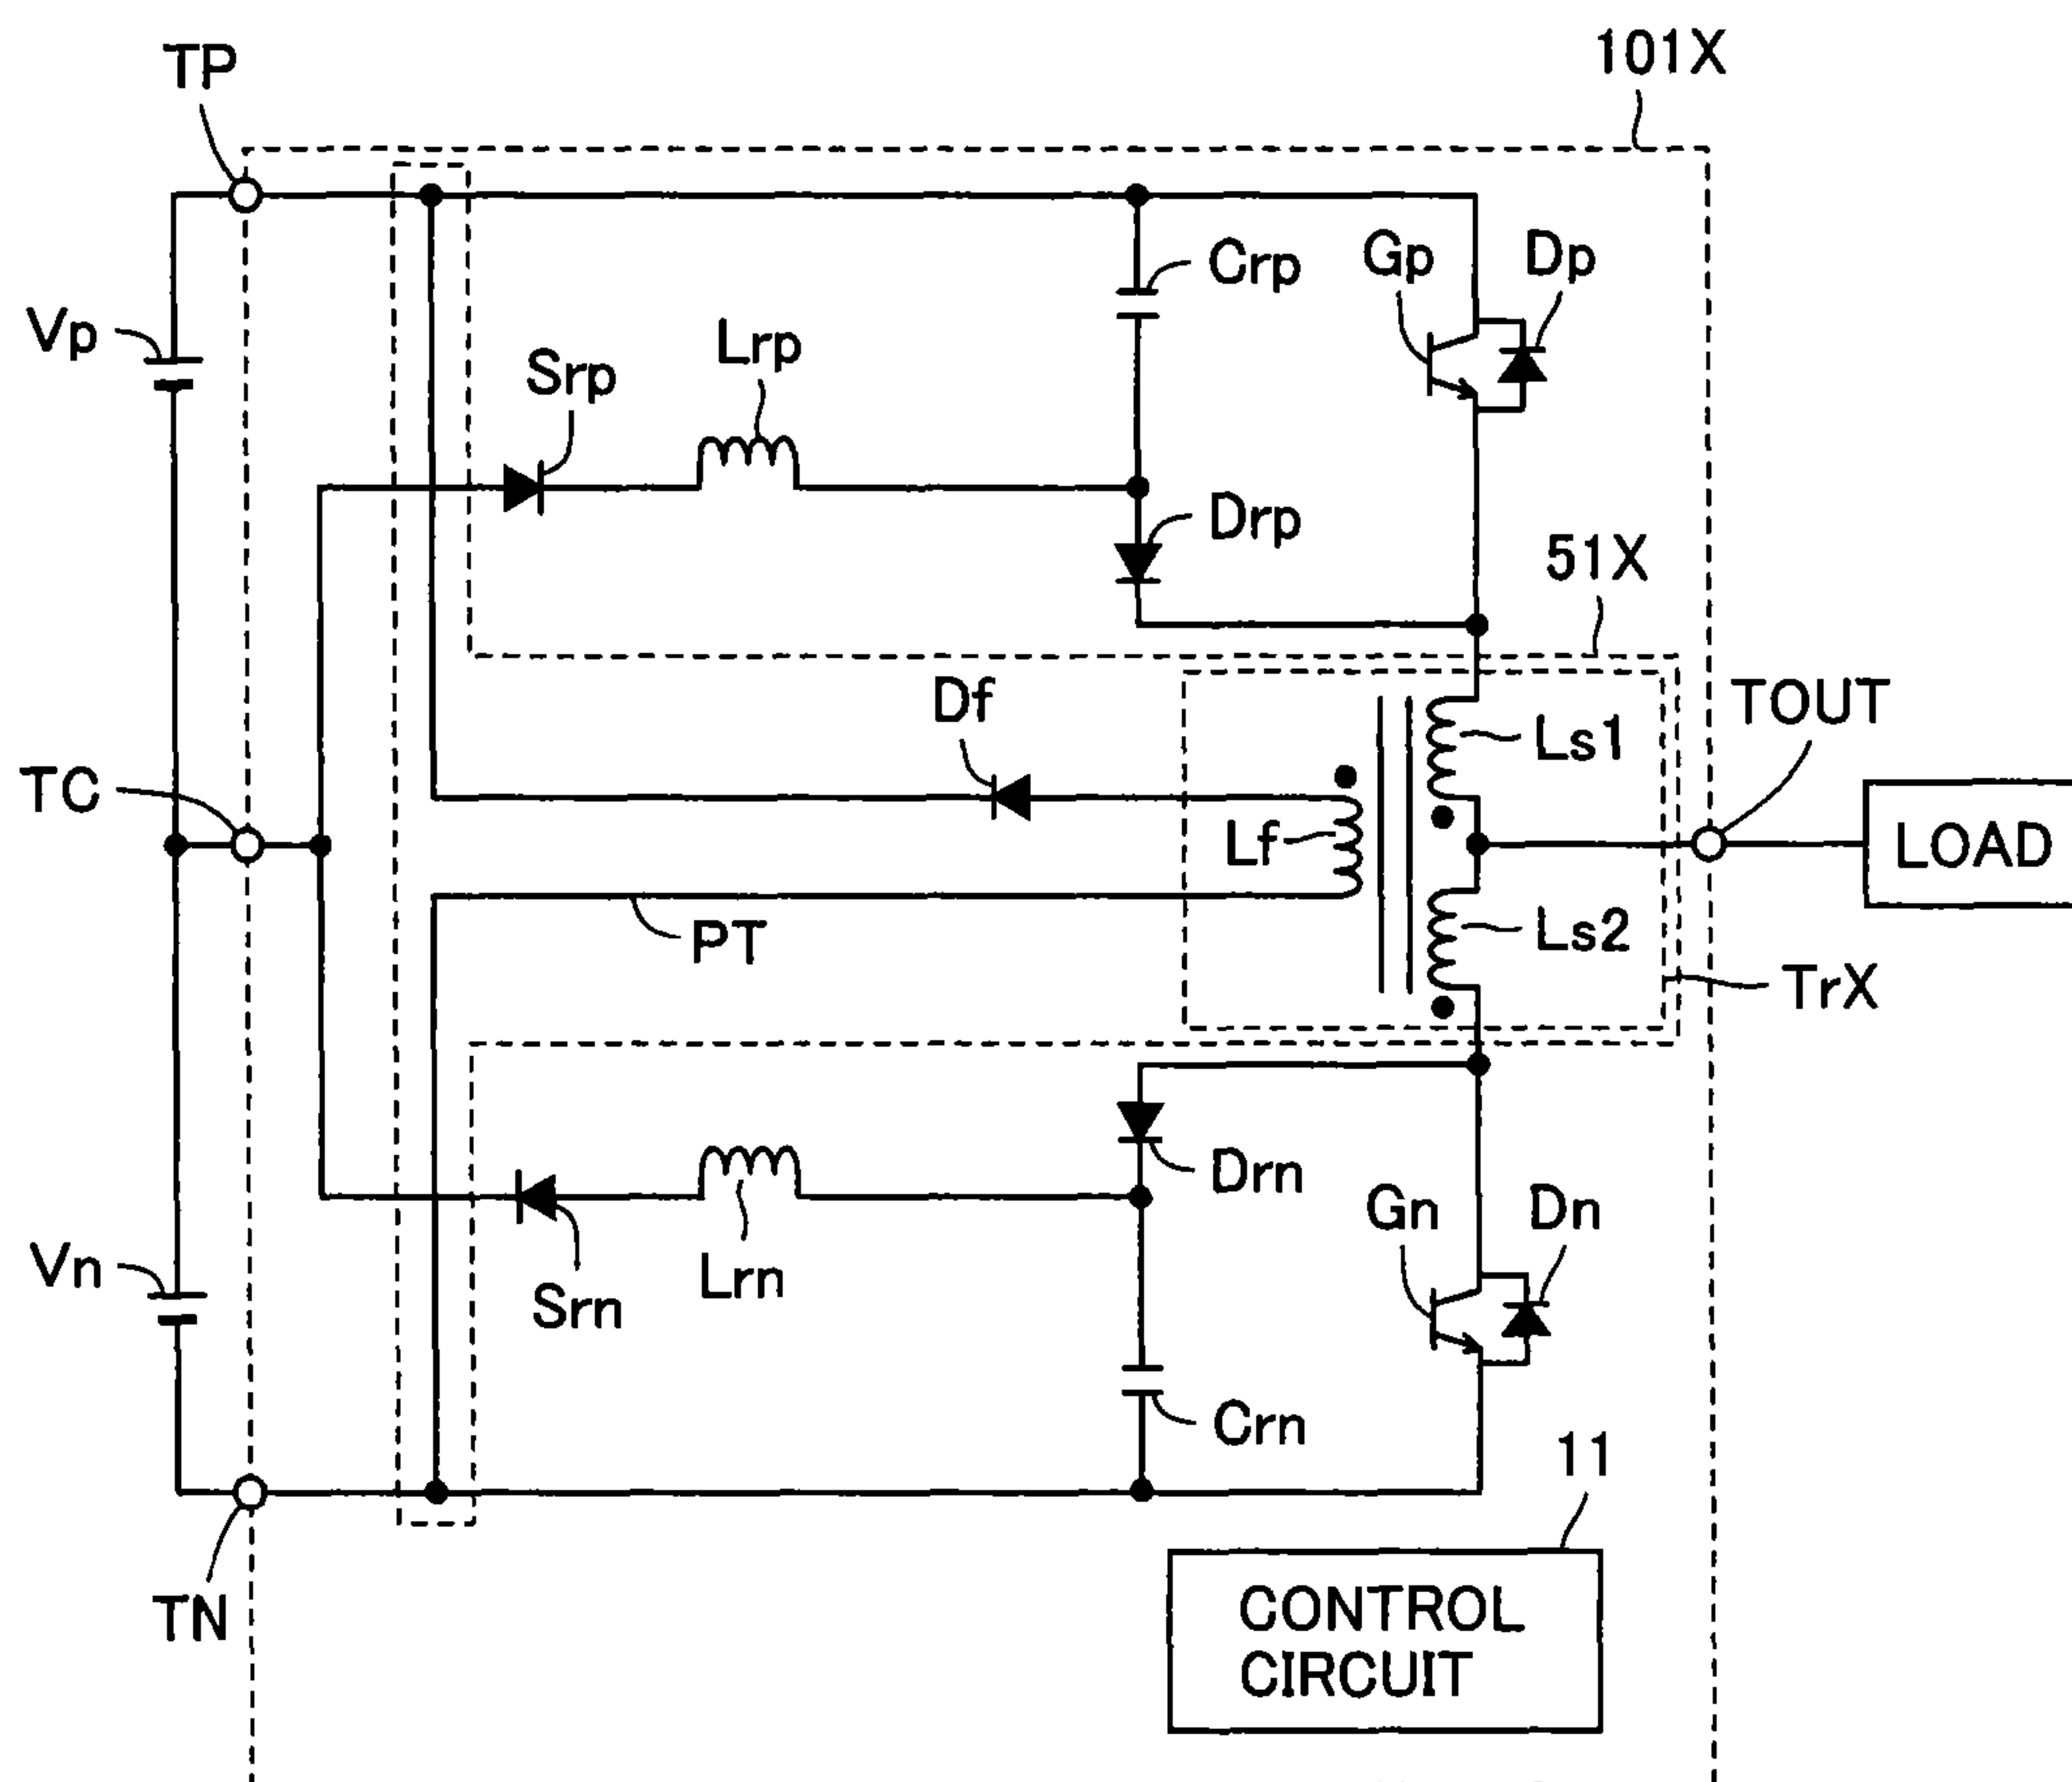 101X
TP
Crp
Gp
Dp
Vp
Lrp
Srp
Drp
51X
Df
TOUT
Ls1
TC
Lf
LOAD
PT
Ls2
TrX
Drn
Gn
Dn
Vn
Lrn
Srn
Crn
11
TN
CONTROL
CIRCUIT